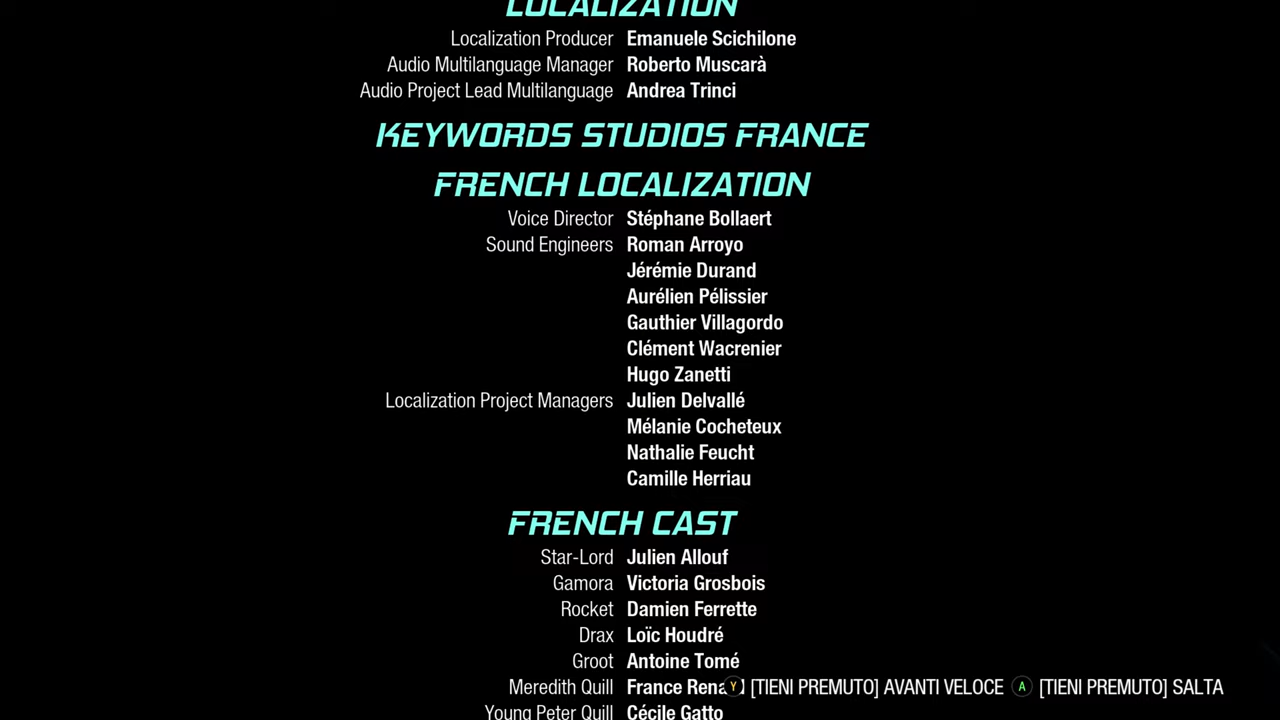 LOCALIZATION
Localization Producer Emanuele Scichilone
Audio Multilanguage Manager Roberto Muscarà
Audio Project Lead Multilanguage Andrea Trinci
KEYWORDS STUDIOS FRANCE
FRENCH LOCALIZATION
Voice Director Stéphane Bollaert
Sound Engineers Roman Arroyo
Jérémie Durand
Aurélien Pélissier
Gauthier Villagordo
Clément Wacrenier
Hugo Zanetti
Localization Project Managers Julien Delvallé
Mélanie Cocheteux
Nathalie Feucht
Camille Herriau
FRENCH CAST
Star-Lord Julien Allouf
Gamora Victoria Grosbois
Rocket Damien Ferrette
Drax Loïc Houdré
Groot Antoine Tomé
Meredith Quill France Y [TIENI PREMUTO] AVANTI VELOCE A [TIENI PREMUTO] SALTA
Young Peter Quill Cécile Gatto